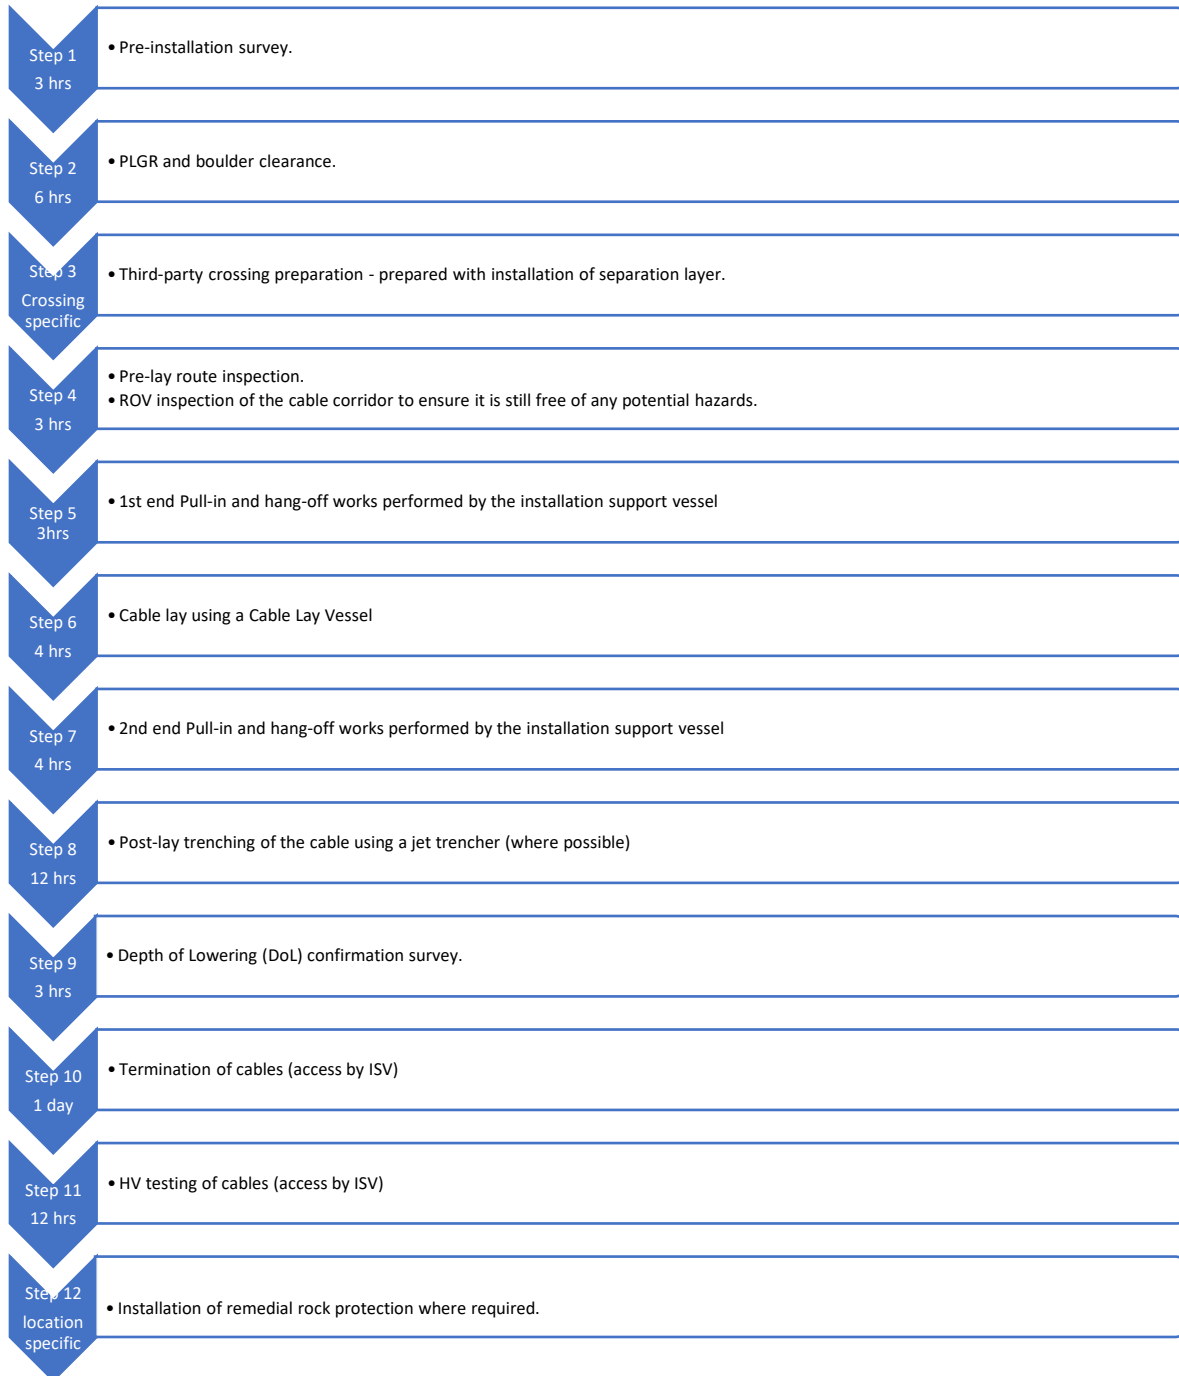 Step 1
3 hrs
• Pre-installation survey.
Step 2
6 hrs
• PLGR and boulder clearance.
Step 3
Crossing
specific
• Third-party crossing preparation - prepared with installation of separation layer.
Step 4
3 hrs
• Pre-lay route inspection.
• ROV inspection of the cable corridor to ensure it is still free of any potential hazards.
Step 5
3hrs
• 1st end Pull-in and hang-off works performed by the installation support vessel
Step 6
4 hrs
• Cable lay using a Cable Lay Vessel
Step 7
4 hrs
• 2nd end Pull-in and hang-off works performed by the installation support vessel
Step 8
12 hrs
• Post-lay trenching of the cable using a jet trencher (where possible)
Step 9
3 hrs
• Depth of Lowering (DoL) confirmation survey.
Step 10
1 day
• Termination of cables (access by ISV)
Step 11
12 hrs
• HV testing of cables (access by ISV)
Step 12
location
specific
• Installation of remedial rock protection where required.